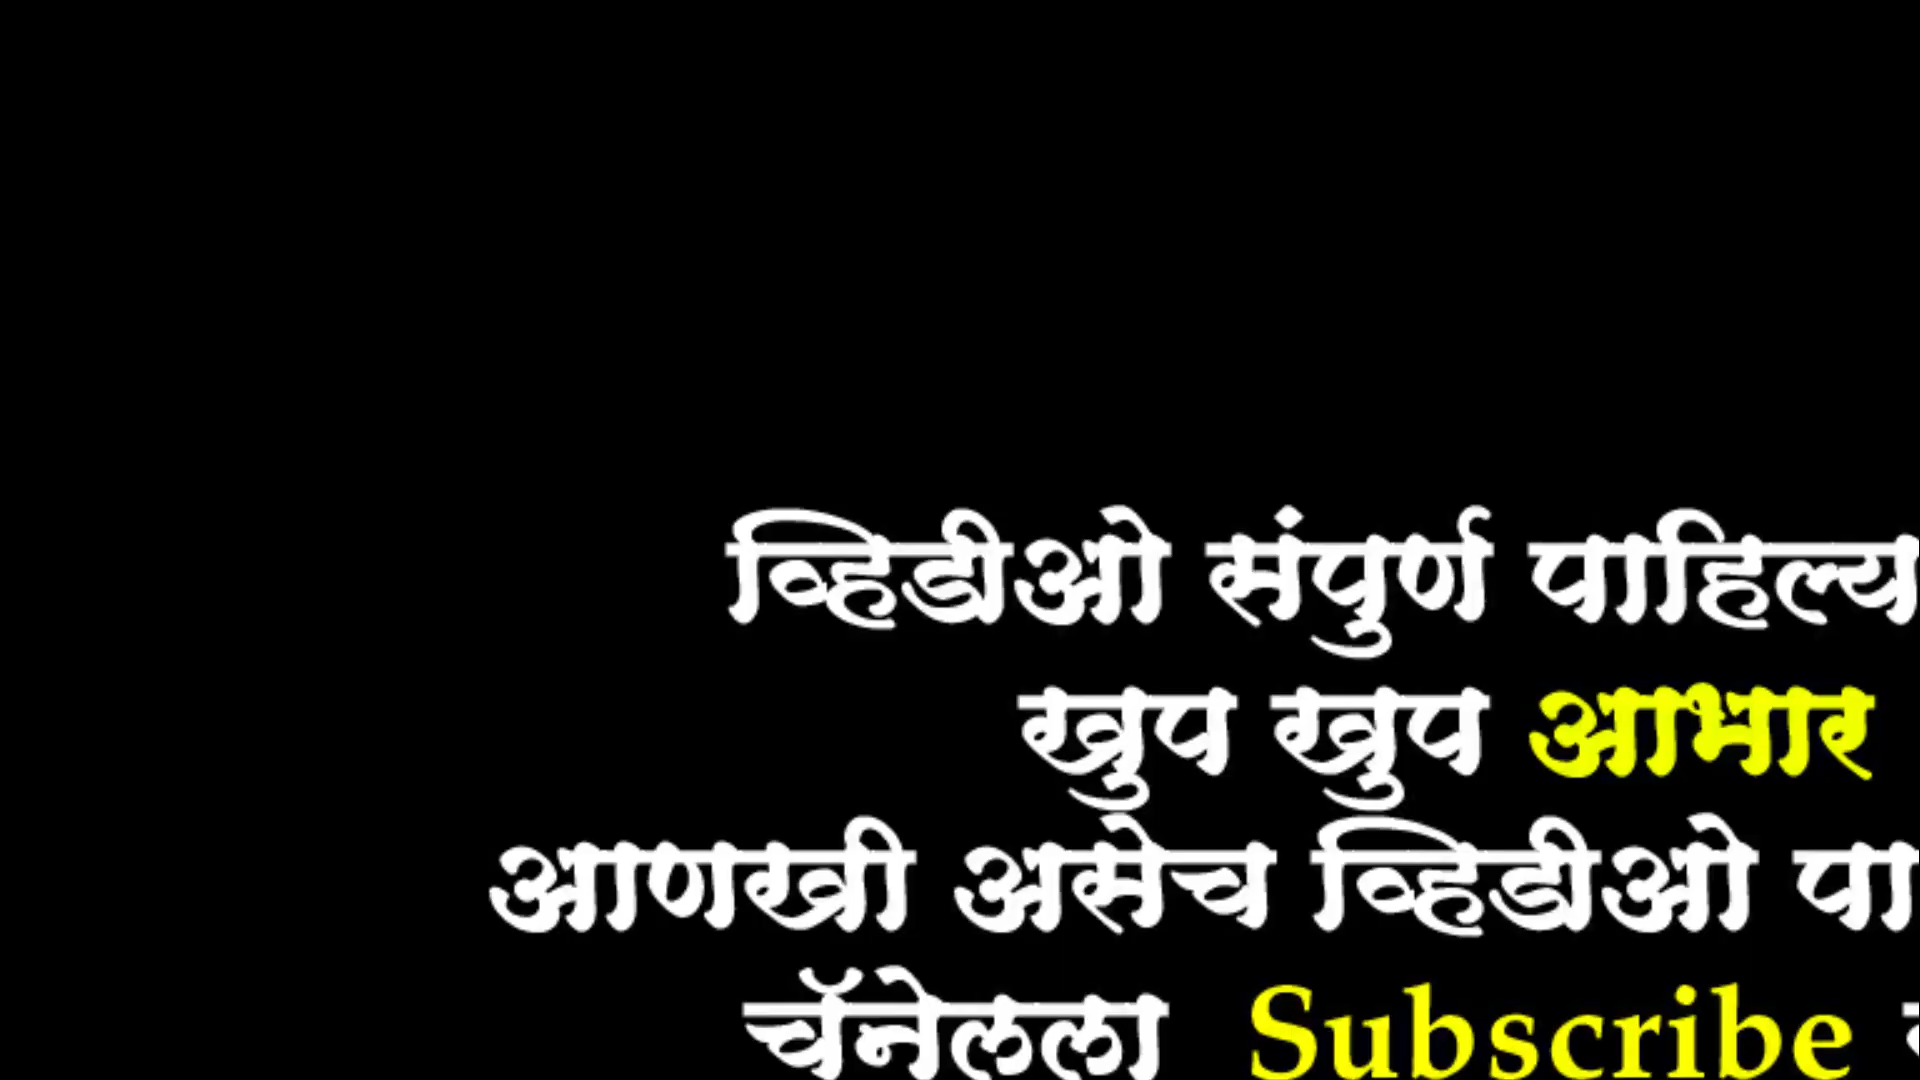 व्हिडीओ संपुर्ण पाहिल्य
खुप खुप आभार
आणखी असेच व्हिडीओ पा
चॅनेलला Subscribe